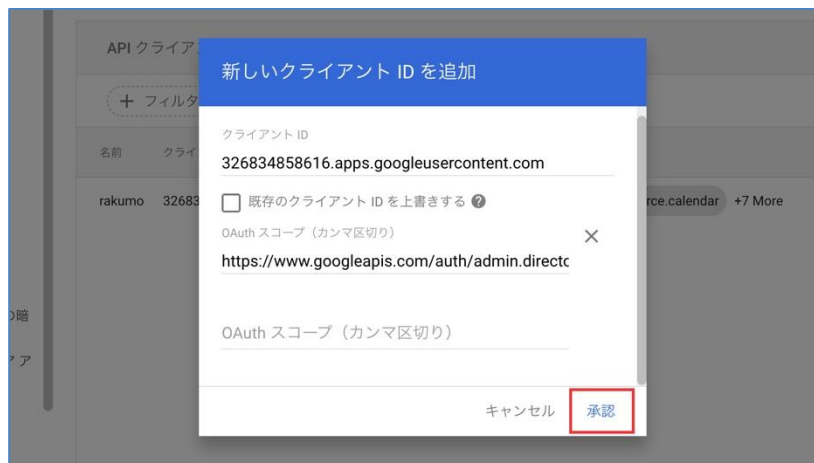 API クライア
新しいクライアント ID を追加
+ フィルタ
クライアント ID
326834858616.apps.googleusercontent.com
名前 クライ
rakumo 32683
既存のクライアント ID を上書きする ?
rce.calendar +7 More
OAuth スコープ（カンマ区切り）
https://www.googleapis.com/auth/admin.directc
の暗
OAuth スコープ（カンマ区切り）
ア ア
キャンセル 承認